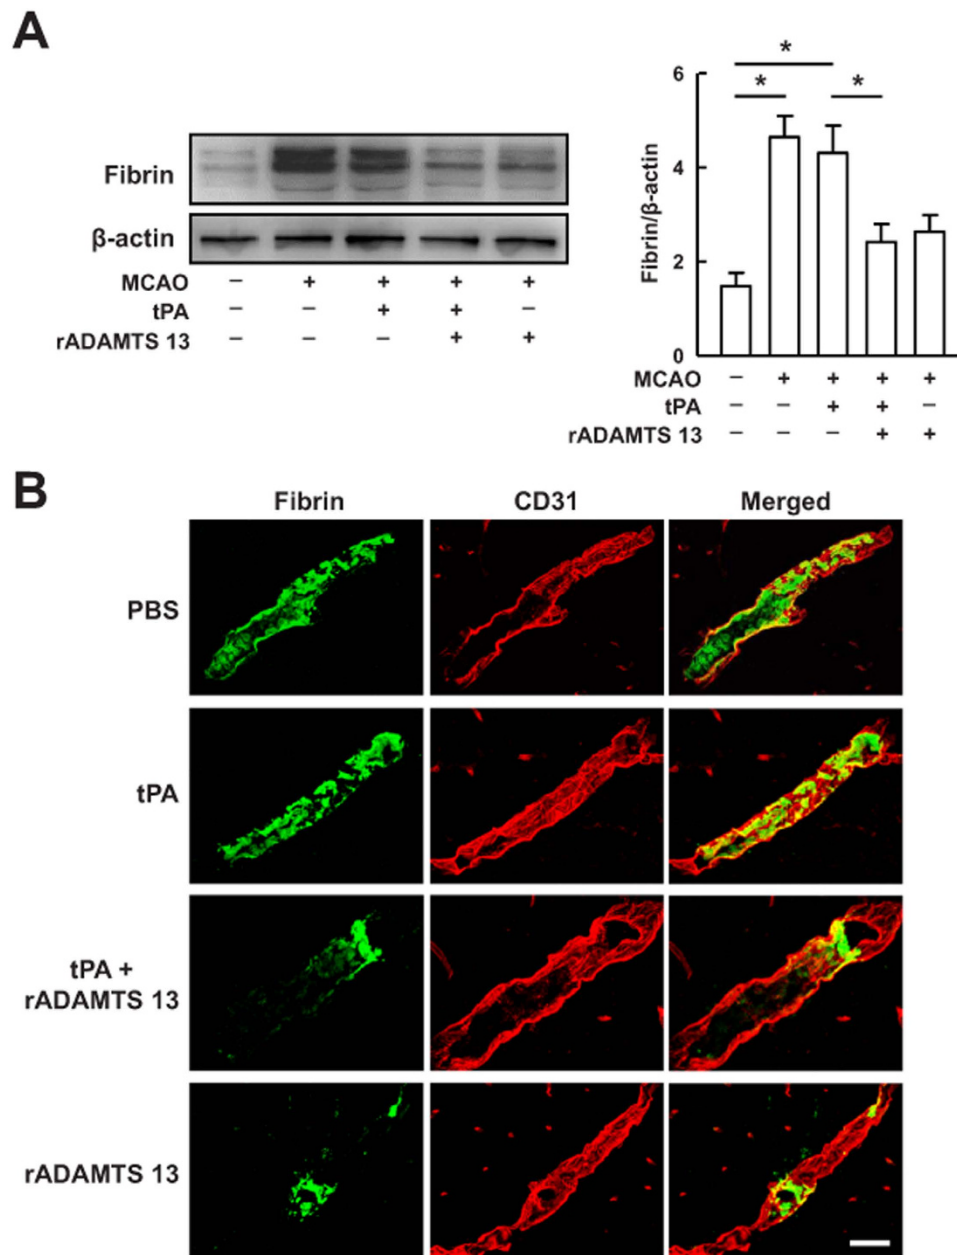 A
Fibrin
β-actin
MCAO – + + + +
tPA – – + + –
rADAMTS 13 – – – + +
* * *
Fibrin/β-actin
6
4
2
0
MCAO – + + + +
tPA – – + + –
rADAMTS 13 – – – + +
B
Fibrin CD31 Merged
PBS
tPA
tPA +
rADAMTS 13
rADAMTS 13